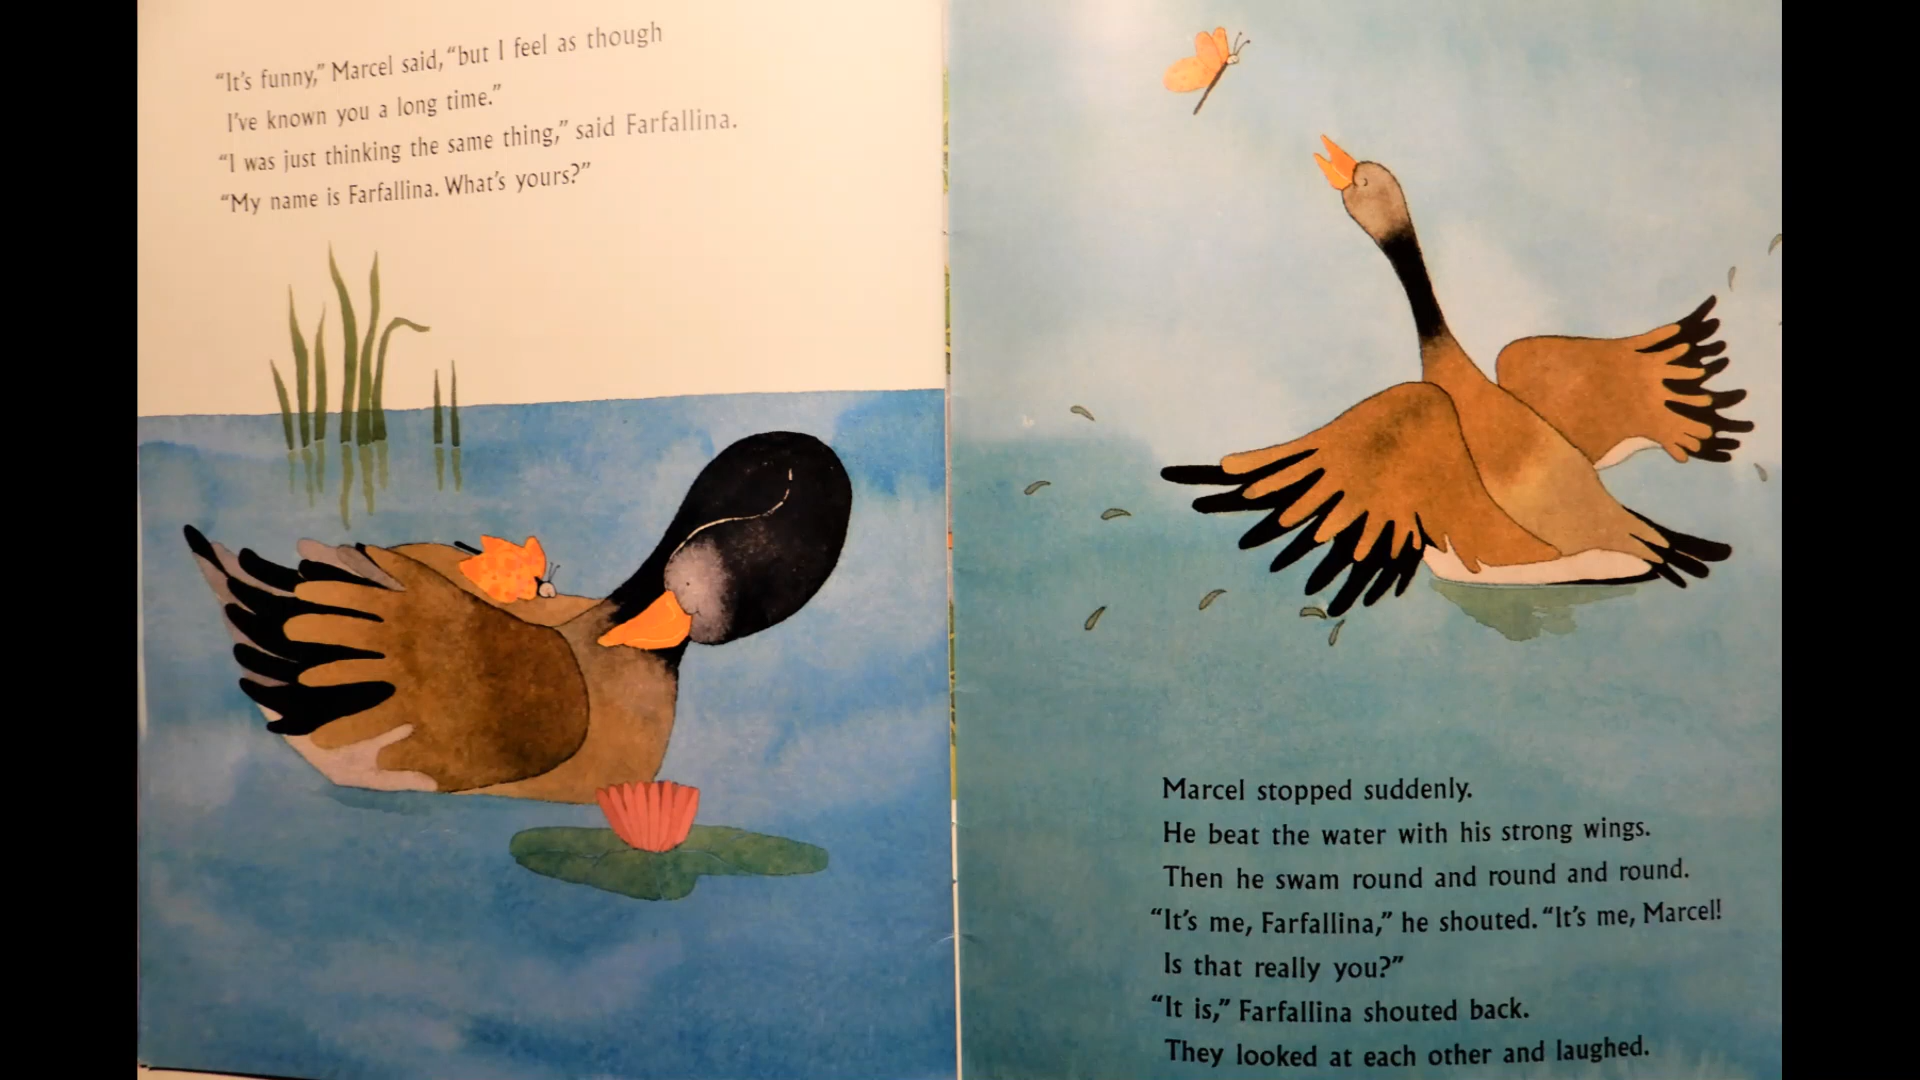 “It’s funny,” Marcel said, “but I feel as though
I’ve known you a long time.”
“I was just thinking the same thing,” said Farfallina.
“My name is Farfallina. What’s yours?”
Marcel stopped suddenly.
He beat the water with his strong wings.
Then he swam round and round and round.
“It’s me, Farfallina,” he shouted. “It’s me, Marcel!
Is that really you?”
“It is,” Farfallina shouted back.
They looked at each other and laughed.